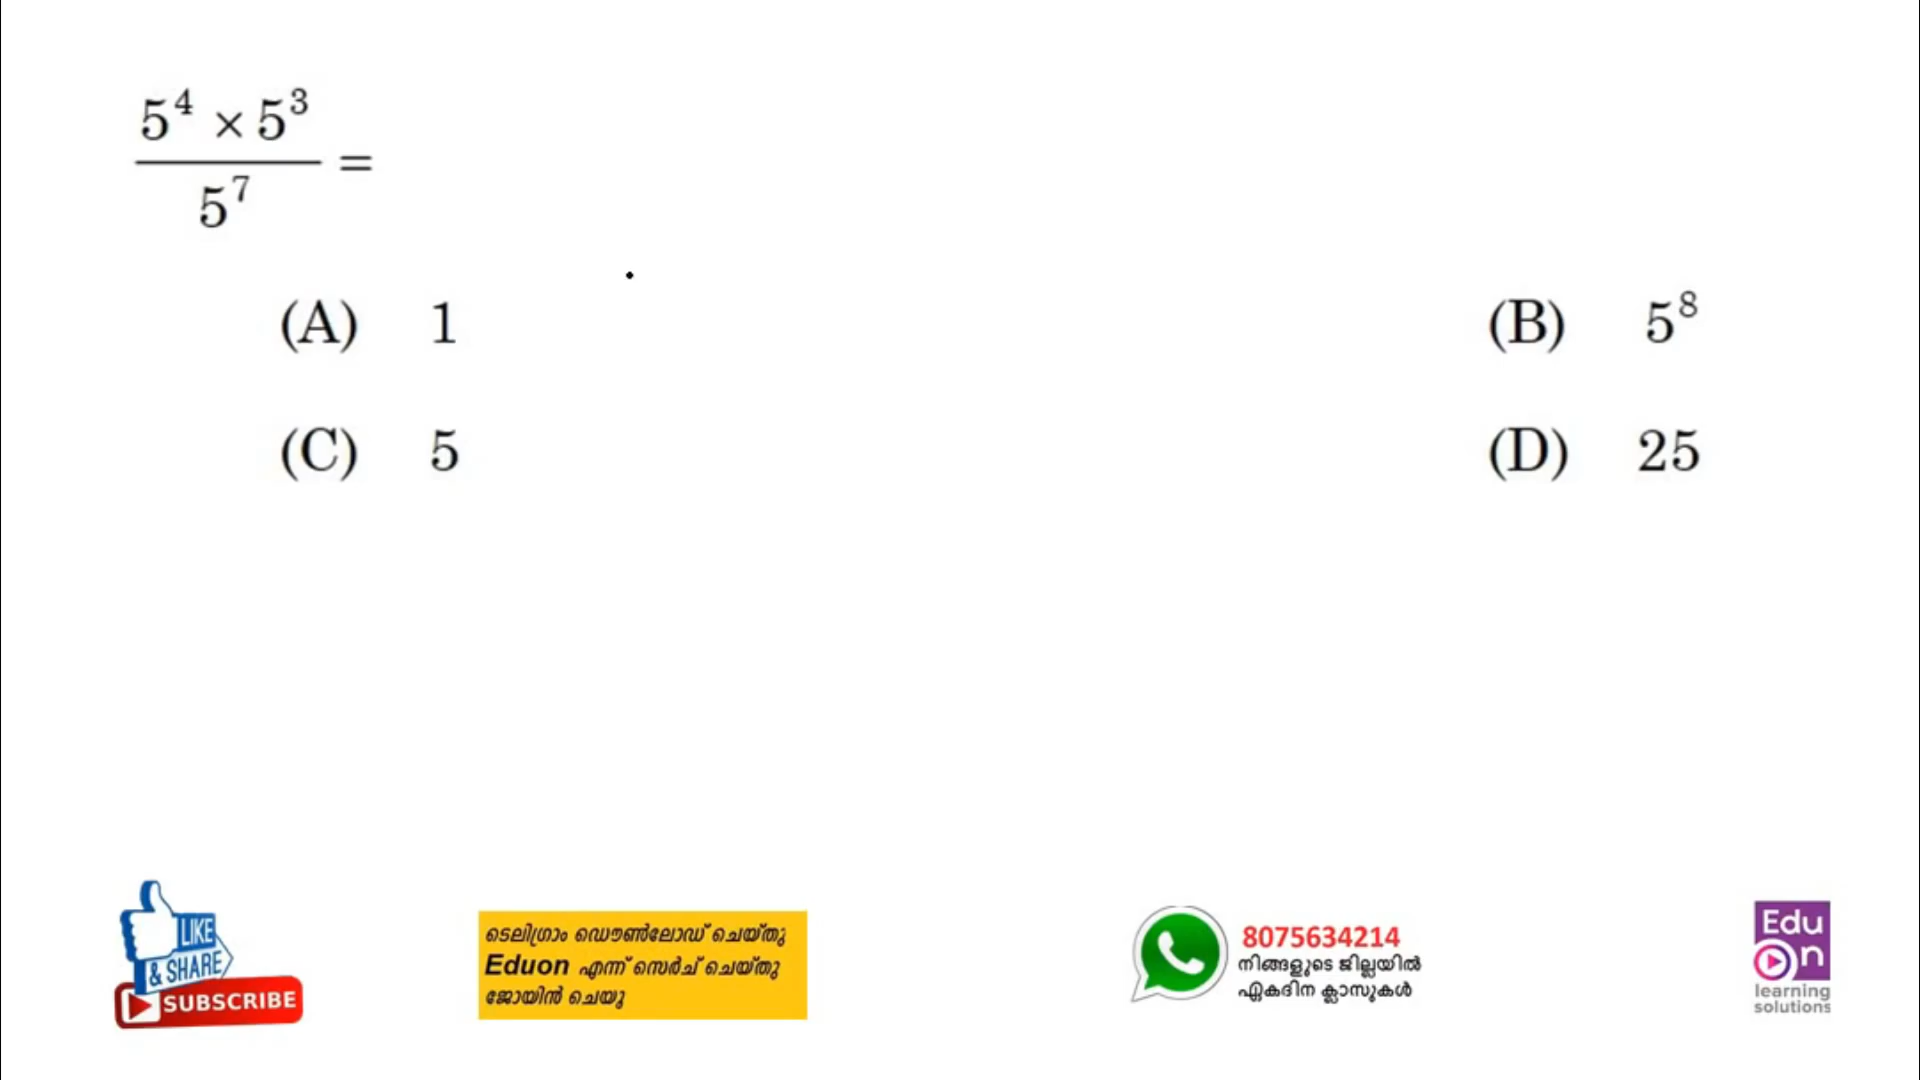 5⁴ × 5³
5⁷ =
(A) 1 (B) 5⁸
(C) 5 (D) 25
LIKE
& SHARE
SUBSCRIBE
ടെലിഗ്രാം ഡൌൺലോഡ് ചെയ്തു
Eduon എന്ന് സെർച് ചെയ്തു
ജോയിൻ ചെയൂ
8075634214
നിങ്ങളുടെ ജില്ലയിൽ
ഏകദിന ക്ലാസുകൾ
Edu
On
learning
solutions